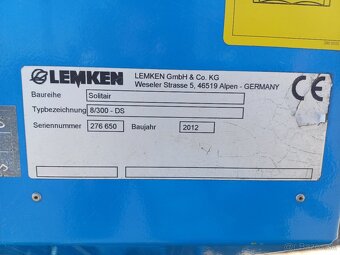 LEMKEN
LEMKEN GmbH & Co. KG
Weseler Strasse 5, 46519 Alpen - GERMANY
Baureihe Solitair
Typbezeichnung 8/300 - DS
Seriennummer 276 650 Baujahr 2012
CE